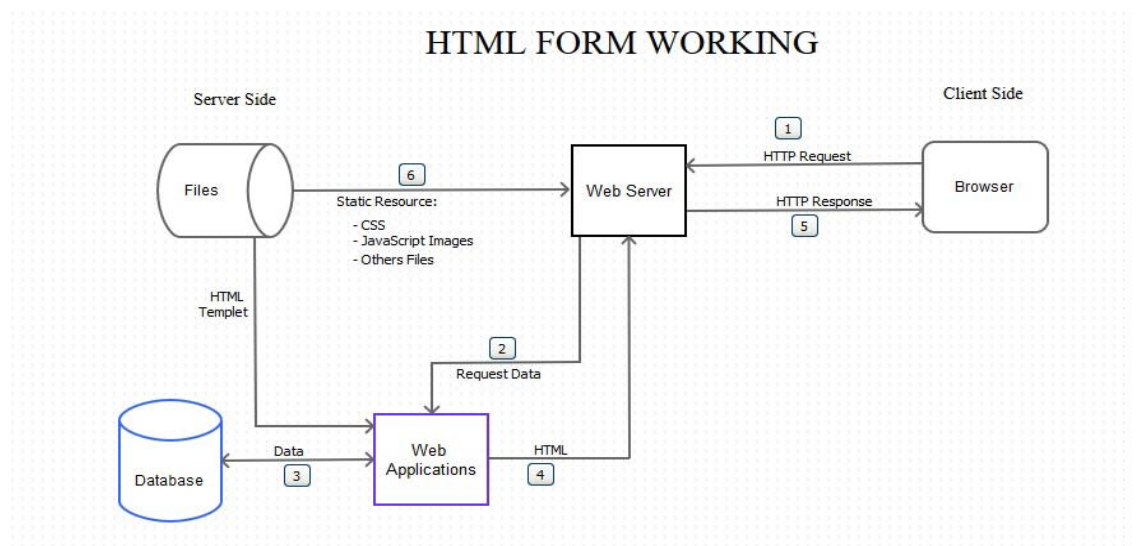 HTML FORM WORKING
Server Side
Client Side
1
HTTP Request
Files
6
Web Server
Browser
Static Resource:
- CSS
- JavaScript Images
- Others Files
HTTP Response
5
HTML
Templet
2
Request Data
Database
Data
3
Web
Applications
HTML
4